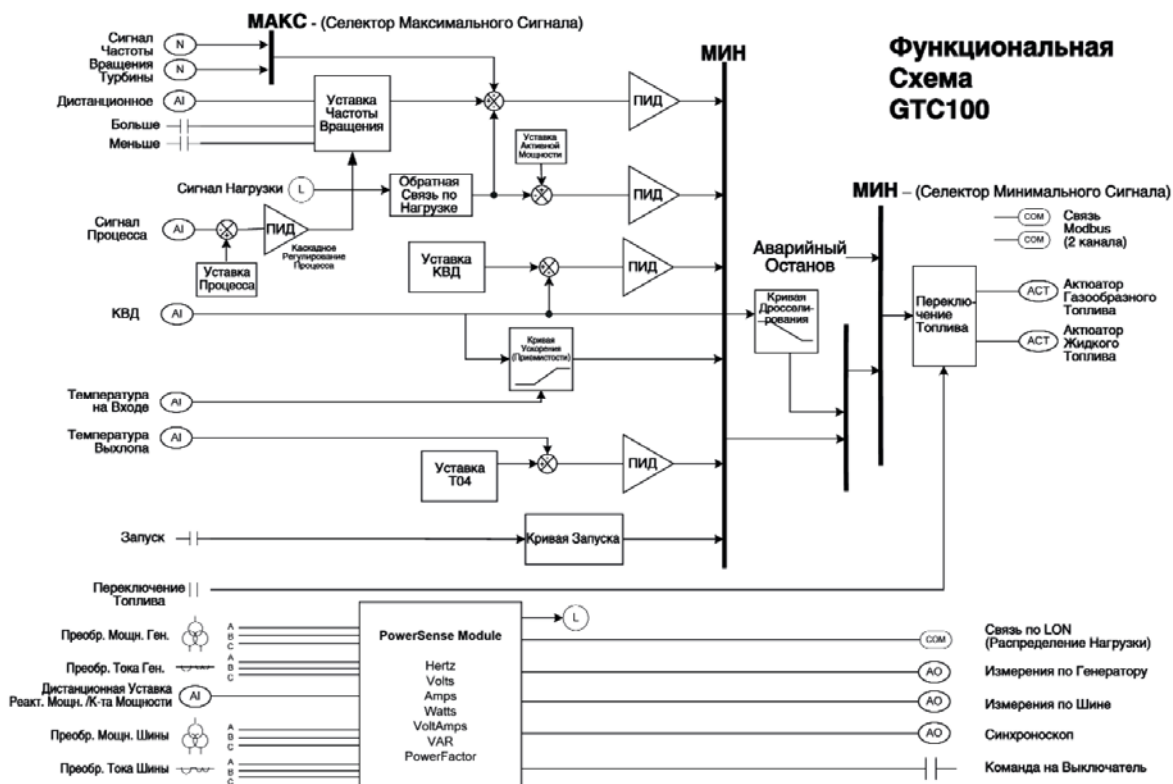 МАКС - (Селектор Максимального Сигнала)
Сигнал
Частоты
Вращения
Турбины
N
N
МИН
Функциональная
Схема
GTC100
Дистанционное
AI
Больше
Меньше
Уставка
Частоты
Вращения
ПИД
Уставка
Активной
Мощности
Сигнал Нагрузки
L
Обратная
Связь по
Нагрузке
ПИД
МИН – (Селектор Минимального Сигнала)
COM
COM
Связь
Modbus
(2 канала)
Сигнал
Процесса
AI
ПИД
Каскадное
Регулирование
Процесса
Уставка
Процесса
Уставка
КВД
ПИД
Аварийный
Останов
КВД
AI
Кривая
Дроссели-
рования
Переклю-
чение
Топлива
ACT
Актюатор
Газообразного
Топлива
ACT
Актюатор
Жидкого
Топлива
Кривая
Ускорения
(Приемистости)
Температура
на Входе
AI
Температура
Выхлопа
AI
Уставка
T04
ПИД
Запуск
Кривая Запуска
Переключение
Топлива
Преобр. Мощн. Ген.
A
B
C
Преобр. Тока Ген.
A
B
C
Дистанционная Уставка
Реакт. Мощн. /К-та Мощности
AI
Преобр. Мощн. Шины
A
B
C
Преобр. Тока Шины
A
B
C
PowerSense Module
Hertz
Volts
Amps
Watts
VoltAmps
VAR
PowerFactor
L
COM
Связь по LON
(Распределение Нагрузки)
AO
Измерения по Генератору
AO
Измерения по Шине
AO
Синхроноскоп
Команда на Выключатель